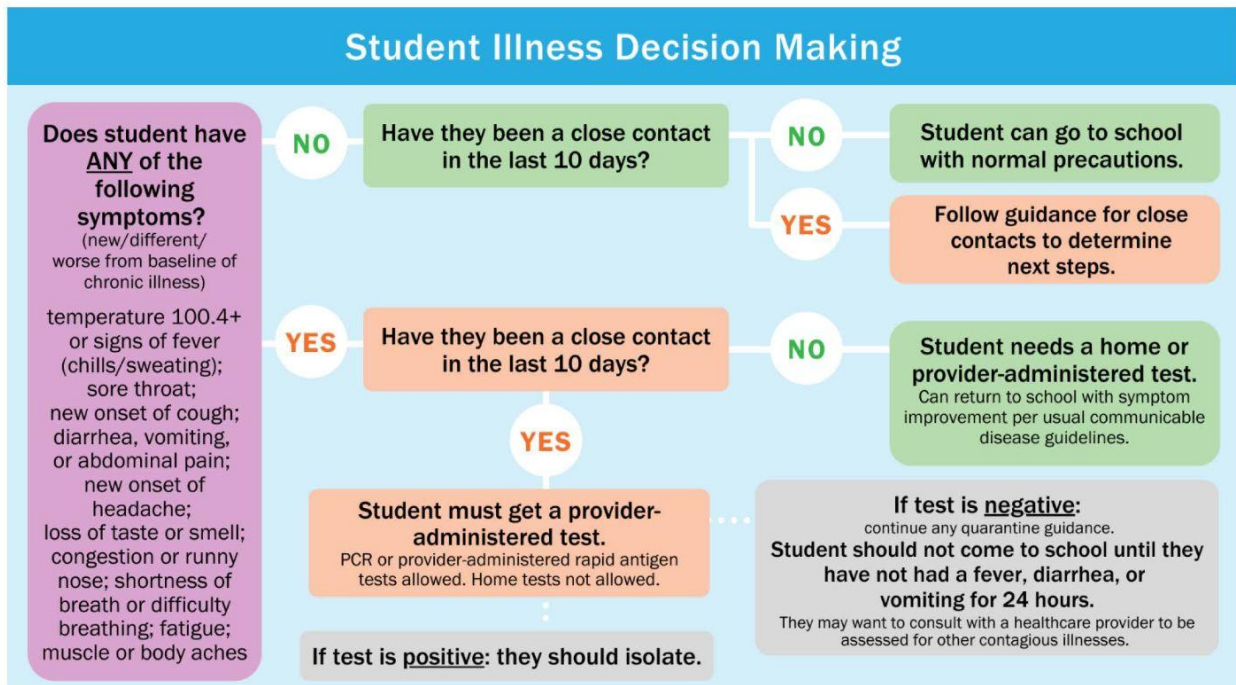 Student Illness Decision Making
Does student have
ANY of the
following
symptoms?
(new/different/
worse from baseline of
chronic illness)
temperature 100.4+
or signs of fever
(chills/sweating);
sore throat;
new onset of cough;
diarrhea, vomiting,
or abdominal pain;
new onset of
headache;
loss of taste or smell;
congestion or runny
nose; shortness of
breath or difficulty
breathing; fatigue;
muscle or body aches
NO
Have they been a close contact
in the last 10 days?
NO
Student can go to school
with normal precautions.
YES
Follow guidance for close
contacts to determine
next steps.
YES
Have they been a close contact
in the last 10 days?
NO
Student needs a home or
provider-administered test.
Can return to school with symptom
improvement per usual communicable
disease guidelines.
YES
Student must get a provider-
administered test.
PCR or provider-administered rapid antigen
tests allowed. Home tests not allowed.
If test is negative:
continue any quarantine guidance.
Student should not come to school until they
have not had a fever, diarrhea, or
vomiting for 24 hours.
They may want to consult with a healthcare provider to be
assessed for other contagious illnesses.
If test is positive: they should isolate.